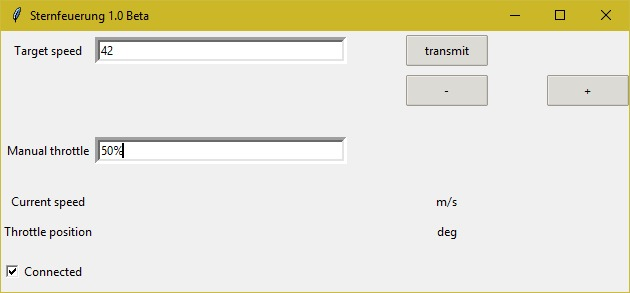 Sternfeuerung 1.0 Beta
Target speed 42 transmit
- +
Manual throttle 50%
Current speed m/s
Throttle position deg
Connected